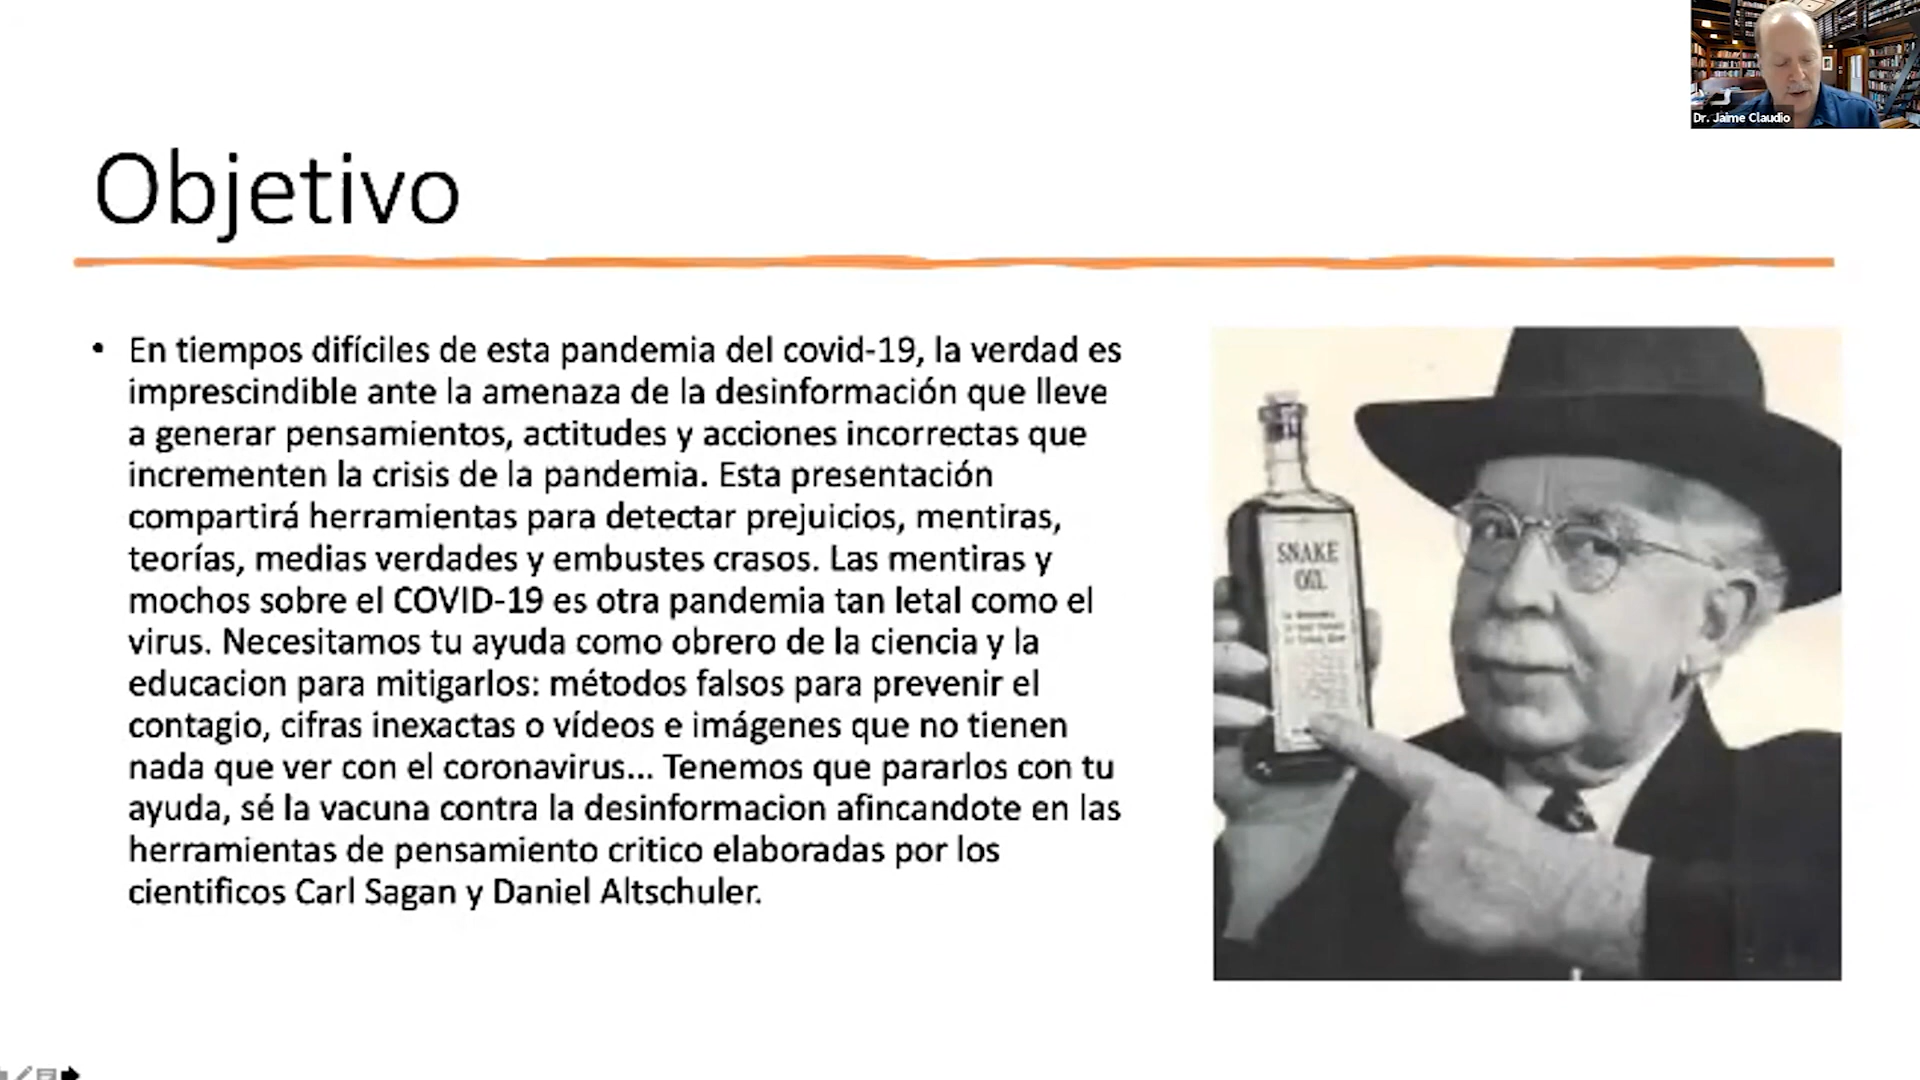 Dr. Jaime Claudio
Objetivo
• En tiempos difíciles de esta pandemia del covid-19, la verdad es
imprescindible ante la amenaza de la desinformación que lleve
a generar pensamientos, actitudes y acciones incorrectas que
incrementen la crisis de la pandemia. Esta presentación
compartirá herramientas para detectar prejuicios, mentiras,
teorías, medias verdades y embustes crasos. Las mentiras y
mochos sobre el COVID-19 es otra pandemia tan letal como el
virus. Necesitamos tu ayuda como obrero de la ciencia y la
educacion para mitigarlos: métodos falsos para prevenir el
contagio, cifras inexactas o vídeos e imágenes que no tienen
nada que ver con el coronavirus... Tenemos que pararlos con tu
ayuda, sé la vacuna contra la desinformacion afincandote en las
herramientas de pensamiento critico elaboradas por los
cientificos Carl Sagan y Daniel Altschuler.
SNAKE
OIL